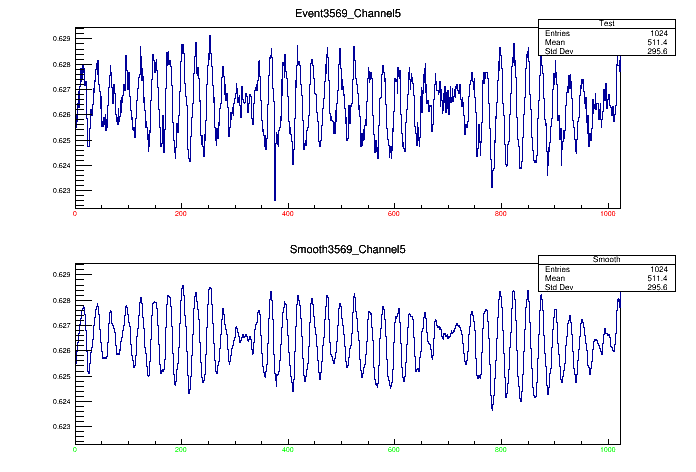 Event3569_Channel5
Test
Entries 1024
Mean 511.4
Std Dev 295.6
0.629
0.628
0.627
0.626
0.625
0.624
0.623
0 200 400 600 800 1000
Smooth3569_Channel5
Smooth
Entries 1024
Mean 511.4
Std Dev 295.6
0.629
0.628
0.627
0.626
0.625
0.624
0.623
0 200 400 600 800 1000